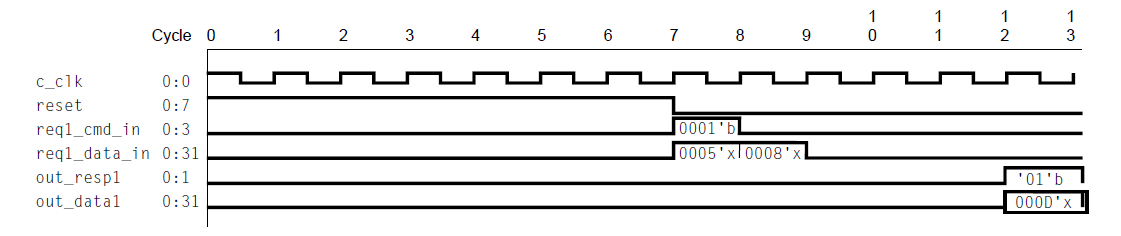 1 1 1 1
Cycle 0 1 2 3 4 5 6 7 8 9 0 1 2 3
c_clk 0:0
reset 0:7
req1_cmd_in 0:3 0001'b
req1_data_in 0:31 0005'x 0008'x
out_resp1 0:1 '01'b
out_data1 0:31 000D'x